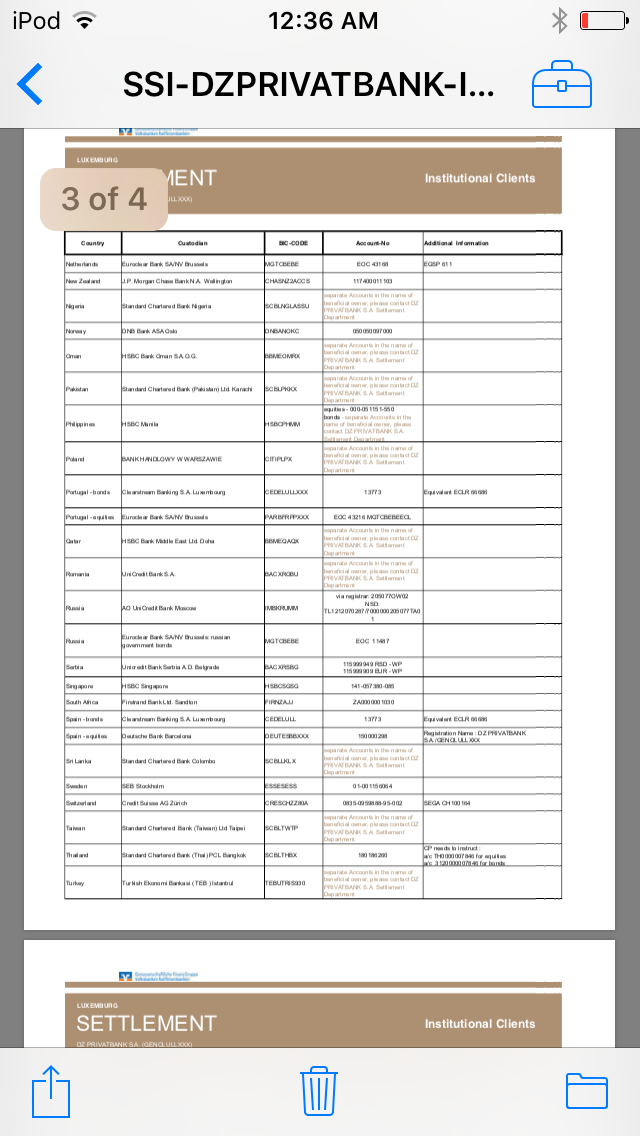 iPod 12:36 AM
SSI-DZPRIVATBANK-I...
LUXEMBURG
MENT Institutional Clients
3 of 4
Country Custodian BIC-CODE Account-No Additional Information
Netherlands Euroclear Bank SA/NV Brussels MGTCBEBE EOC 43168 EGSP 611
New Zealand J.P. Morgan Chase Bank N.A. Wellington CHASNZ2ACCS 117400011103
Nigeria Standard Chartered Bank Nigeria SCBLNGLASSU separate Accounts in the name of
beneficial owner, please contact DZ
PRIVATBANK S.A. Settlement
Department
Norway DNB Bank ASA Oslo DNBANOKC 050050097000
Oman HSBC Bank Oman S.A.O.G. BBMEOMRX separate Accounts in the name of
beneficial owner, please contact DZ
PRIVATBANK S.A. Settlement
Department
Pakistan Standard Chartered Bank (Pakistan) Ltd. Karachi SCBLPKKX separate Accounts in the name of
beneficial owner, please contact DZ
PRIVATBANK S.A. Settlement
Department
Philippines HSBC Manila HSBCPHMM equities - 000-051151-550
bonds - separate Accounts in the
name of beneficial owner, please
contact DZ PRIVATBANK S.A.
Settlement Department
Poland BANK HANDLOWY W WARSZAWIE CITIPLPX separate Accounts in the name of
beneficial owner, please contact DZ
PRIVATBANK S.A. Settlement
Department
Portugal - bonds Clearstream Banking S.A. Luxembourg CEDELULLXXX 13773 Equivalent ECLR 66686
Portugal - equities Euroclear Bank SA/NV Brussels PARBFRPPXXX EOC 43216 MGTCBEBEECL
Qatar HSBC Bank Middle East Ltd. Doha BBMEQAQX separate Accounts in the name of
beneficial owner, please contact DZ
PRIVATBANK S.A. Settlement
Department
Romania UniCredit Bank S.A. BACXROBU separate Accounts in the name of
beneficial owner, please contact DZ
PRIVATBANK S.A. Settlement
Department
Russia AO UniCredit Bank Moscow IMBKRUMM via registrar: 205077OW02
NSD:
TL1212070287/7000000205077TA0
1
Russia Euroclear Bank SA/NV Brussels: russian
government bonds MGTCBEBE EOC 11487
Serbia Unicredit Bank Serbia A.D. Belgrade BACXRSBG 115999949 RSD - WP
115999909 EUR - WP
Singapore HSBC Singapore HSBCSGSG 141-057380-085
South Africa Firstrand Bank Ltd. Sandton FIRNZAJJ ZA0000001030
Spain - bonds Clearstream Banking S.A. Luxembourg CEDELULL 13773 Equivalent ECLR 66686
Spain - equities Deutsche Bank Barcelona DEUTESBBXXX 150000298 Registration Name : DZ PRIVATBANK
S.A./GENOLULLXXX
Sri Lanka Standard Chartered Bank Colombo SCBLLKLX separate Accounts in the name of
beneficial owner, please contact DZ
PRIVATBANK S.A. Settlement
Department
Sweden SEB Stockholm ESSESESS 01-001156064
Switzerland Credit Suisse AG Zürich CRESCHZZ80A 0835-0959888-95-002 SEGA CH100164
Taiwan Standard Chartered Bank (Taiwan) Ltd Taipei SCBLTWTP separate Accounts in the name of
beneficial owner, please contact DZ
PRIVATBANK S.A. Settlement
Department
Thailand Standard Chartered Bank (Thai) PCL Bangkok SCBLTHBX 180186260 CP needs to instruct :
a/c TH0000007846 for equities
a/c 3120000007846 for bonds
Turkey Turkish Ekonomi Bankasi ( TEB ) Istanbul TEBUTRIS930 separate Accounts in the name of
beneficial owner, please contact DZ
PRIVATBANK S.A. Settlement
Department
LUXEMBURG
SETTLEMENT Institutional Clients
DZ PRIVATBANK S.A. (GENOLULLXXX)